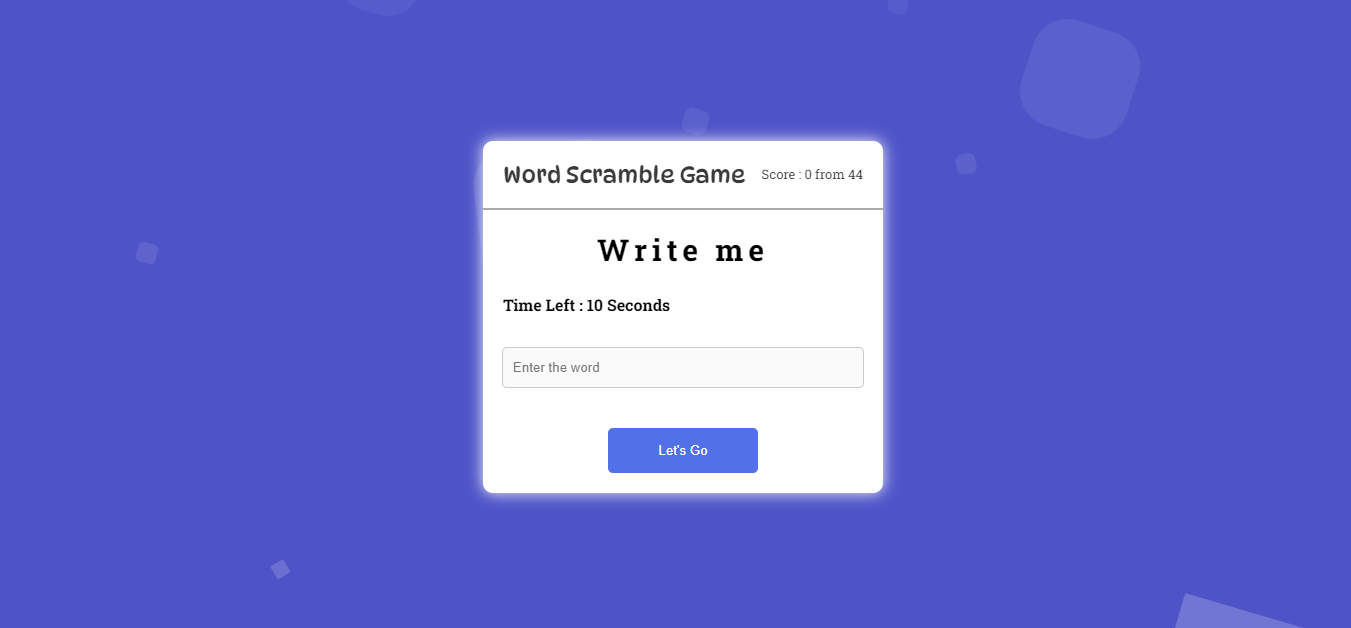 Word Scramble Game
Score : 0 from 44
Write me
Time Left : 10 Seconds
Enter the word
Let's Go